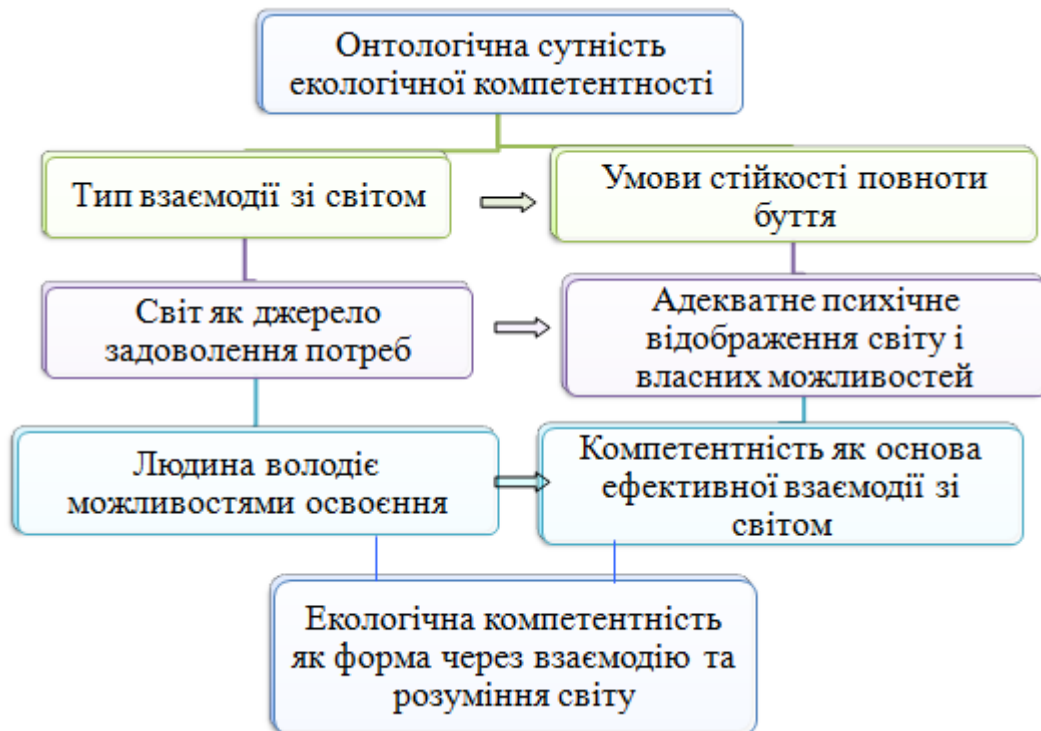 Онтологічна сутність
екологічної компетентності
Тип взаємодії зі світом
Умови стійкості повноти
буття
Світ як джерело
задоволення потреб
Адекватне психічне
відображення світу і
власних можливостей
Людина володіє
можливостями освоєння
Компетентність як основа
ефективної взаємодії зі
світом
Екологічна компетентність
як форма через взаємодію та
розуміння світу